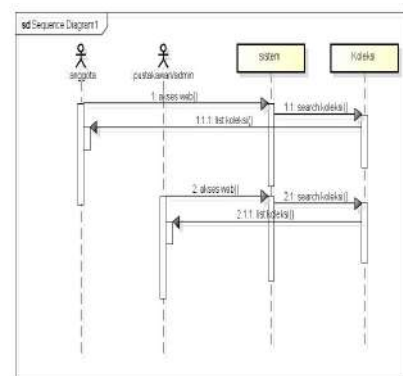 sd Sequence Diagram1
anggota
pustakawan/admin
sistem
Koleksi
1: akses web()
1.1: search koleksi()
1.1.1: list koleksi()
2: akses web()
2.1: search koleksi()
2.1.1: list koleksi()